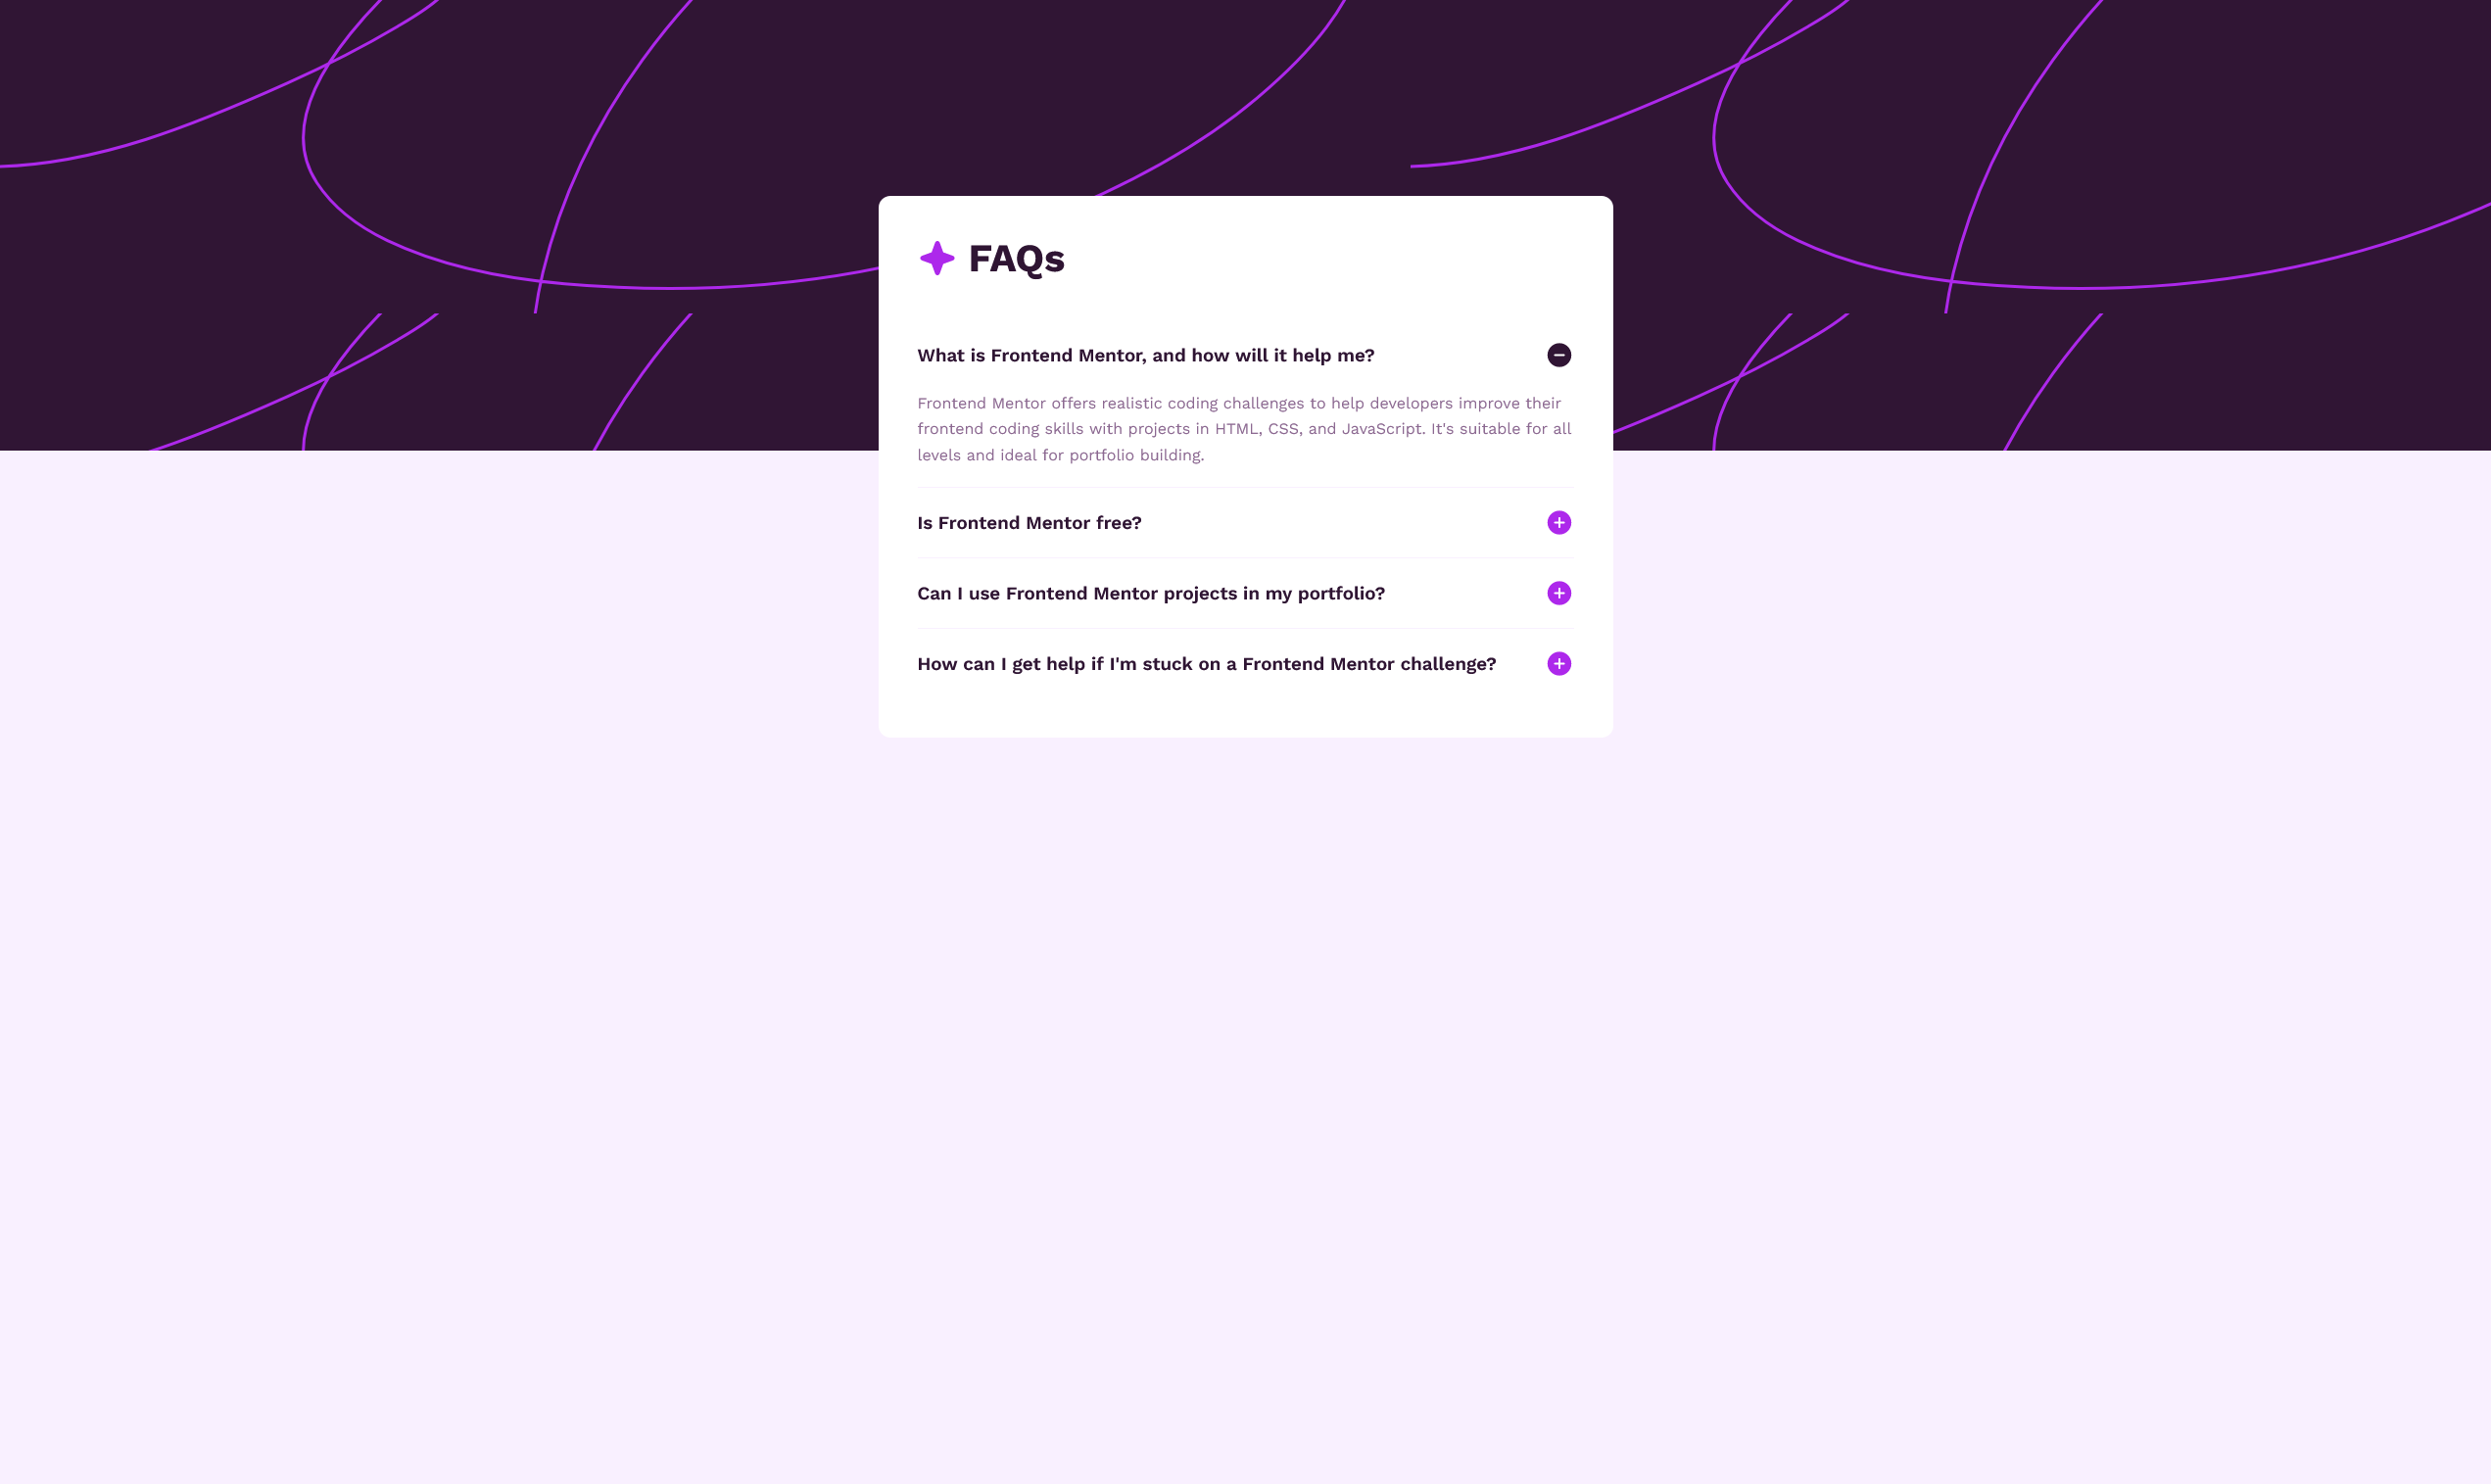 FAQs
What is Frontend Mentor, and how will it help me?
Frontend Mentor offers realistic coding challenges to help developers improve their
frontend coding skills with projects in HTML, CSS, and JavaScript. It's suitable for all
levels and ideal for portfolio building.
Is Frontend Mentor free?
Can I use Frontend Mentor projects in my portfolio?
How can I get help if I'm stuck on a Frontend Mentor challenge?